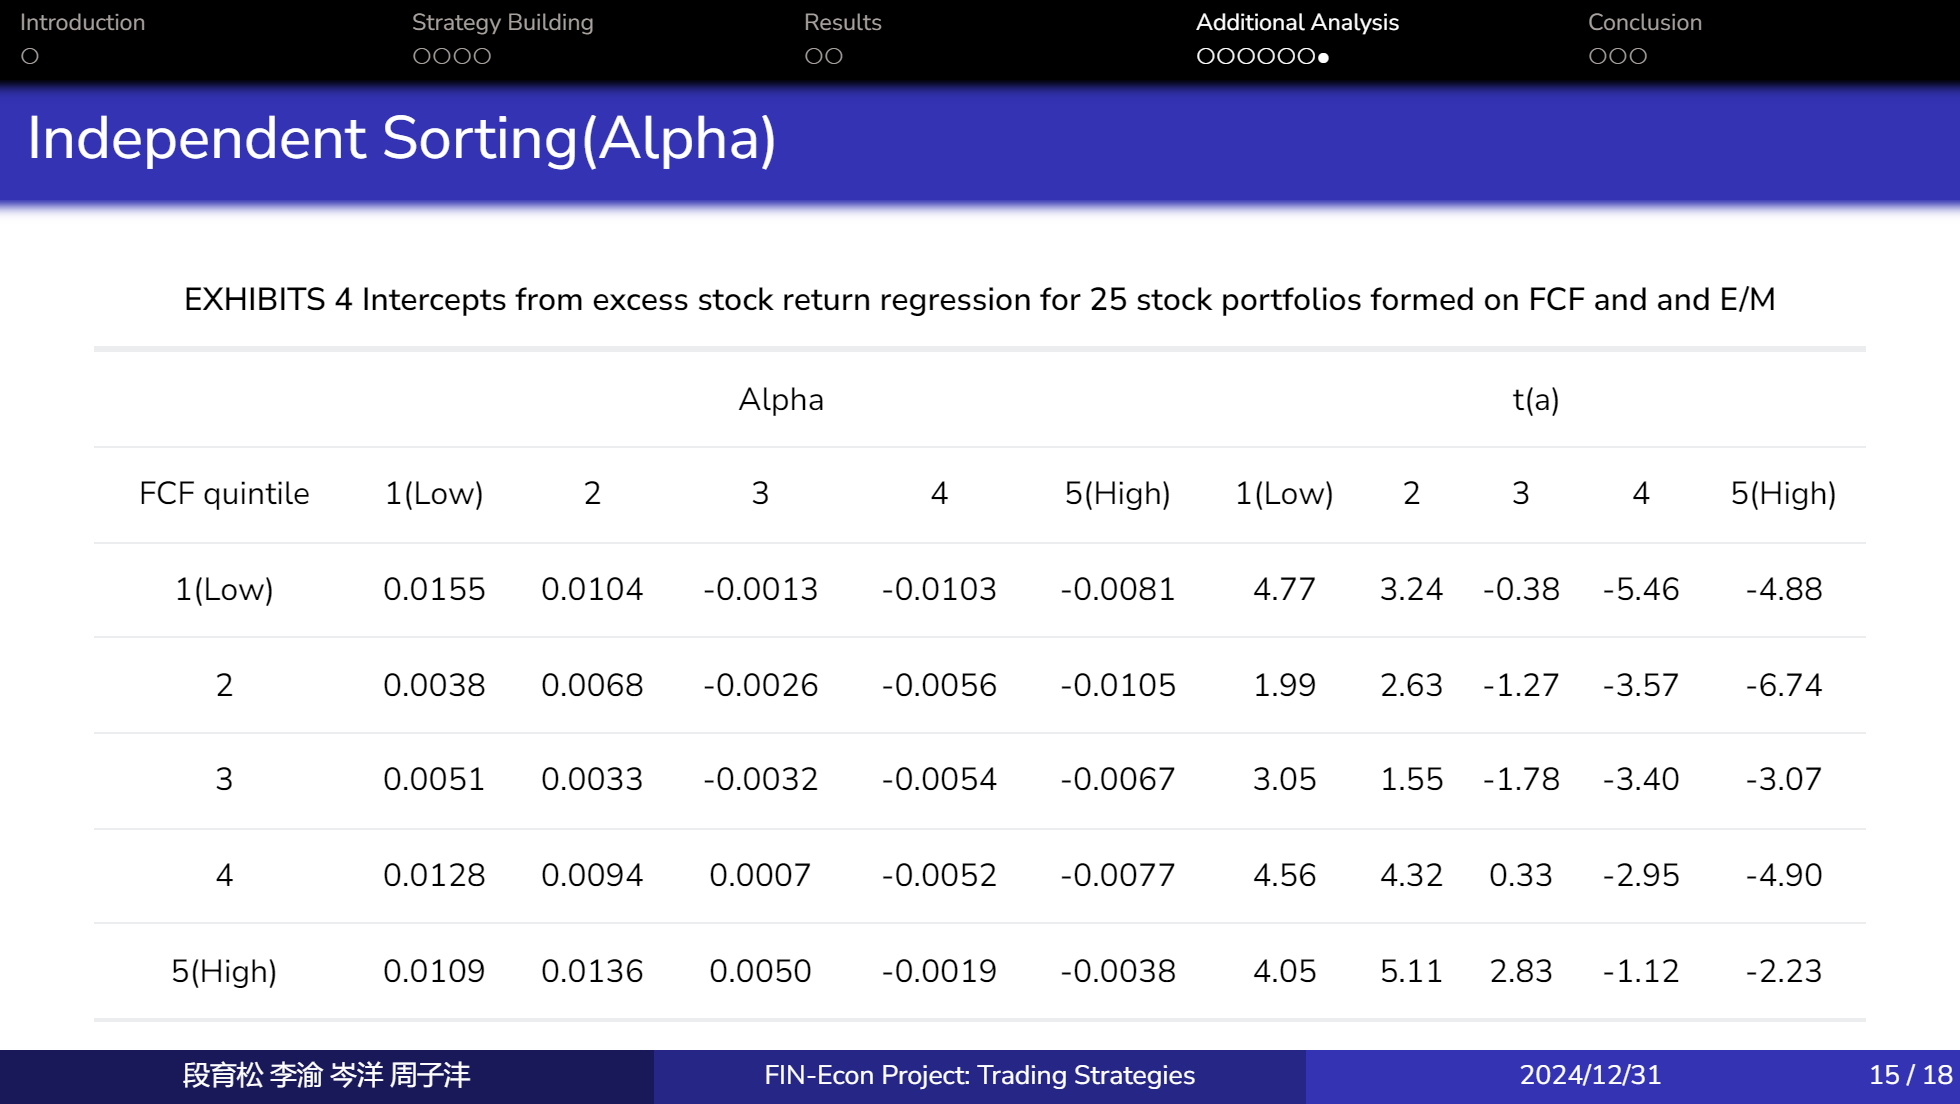 Introduction Strategy Building Results Additional Analysis Conclusion
Independent Sorting(Alpha)
EXHIBITS 4 Intercepts from excess stock return regression for 25 stock portfolios formed on FCF and and E/M
Alpha t(a)
FCF quintile 1(Low) 2 3 4 5(High) 1(Low) 2 3 4 5(High)
1(Low) 0.0155 0.0104 -0.0013 -0.0103 -0.0081 4.77 3.24 -0.38 -5.46 -4.88
2 0.0038 0.0068 -0.0026 -0.0056 -0.0105 1.99 2.63 -1.27 -3.57 -6.74
3 0.0051 0.0033 -0.0032 -0.0054 -0.0067 3.05 1.55 -1.78 -3.40 -3.07
4 0.0128 0.0094 0.0007 -0.0052 -0.0077 4.56 4.32 0.33 -2.95 -4.90
5(High) 0.0109 0.0136 0.0050 -0.0019 -0.0038 4.05 5.11 2.83 -1.12 -2.23
段育松 李渝 岑洋 周子沣 FIN-Econ Project: Trading Strategies 2024/12/31 15 / 18